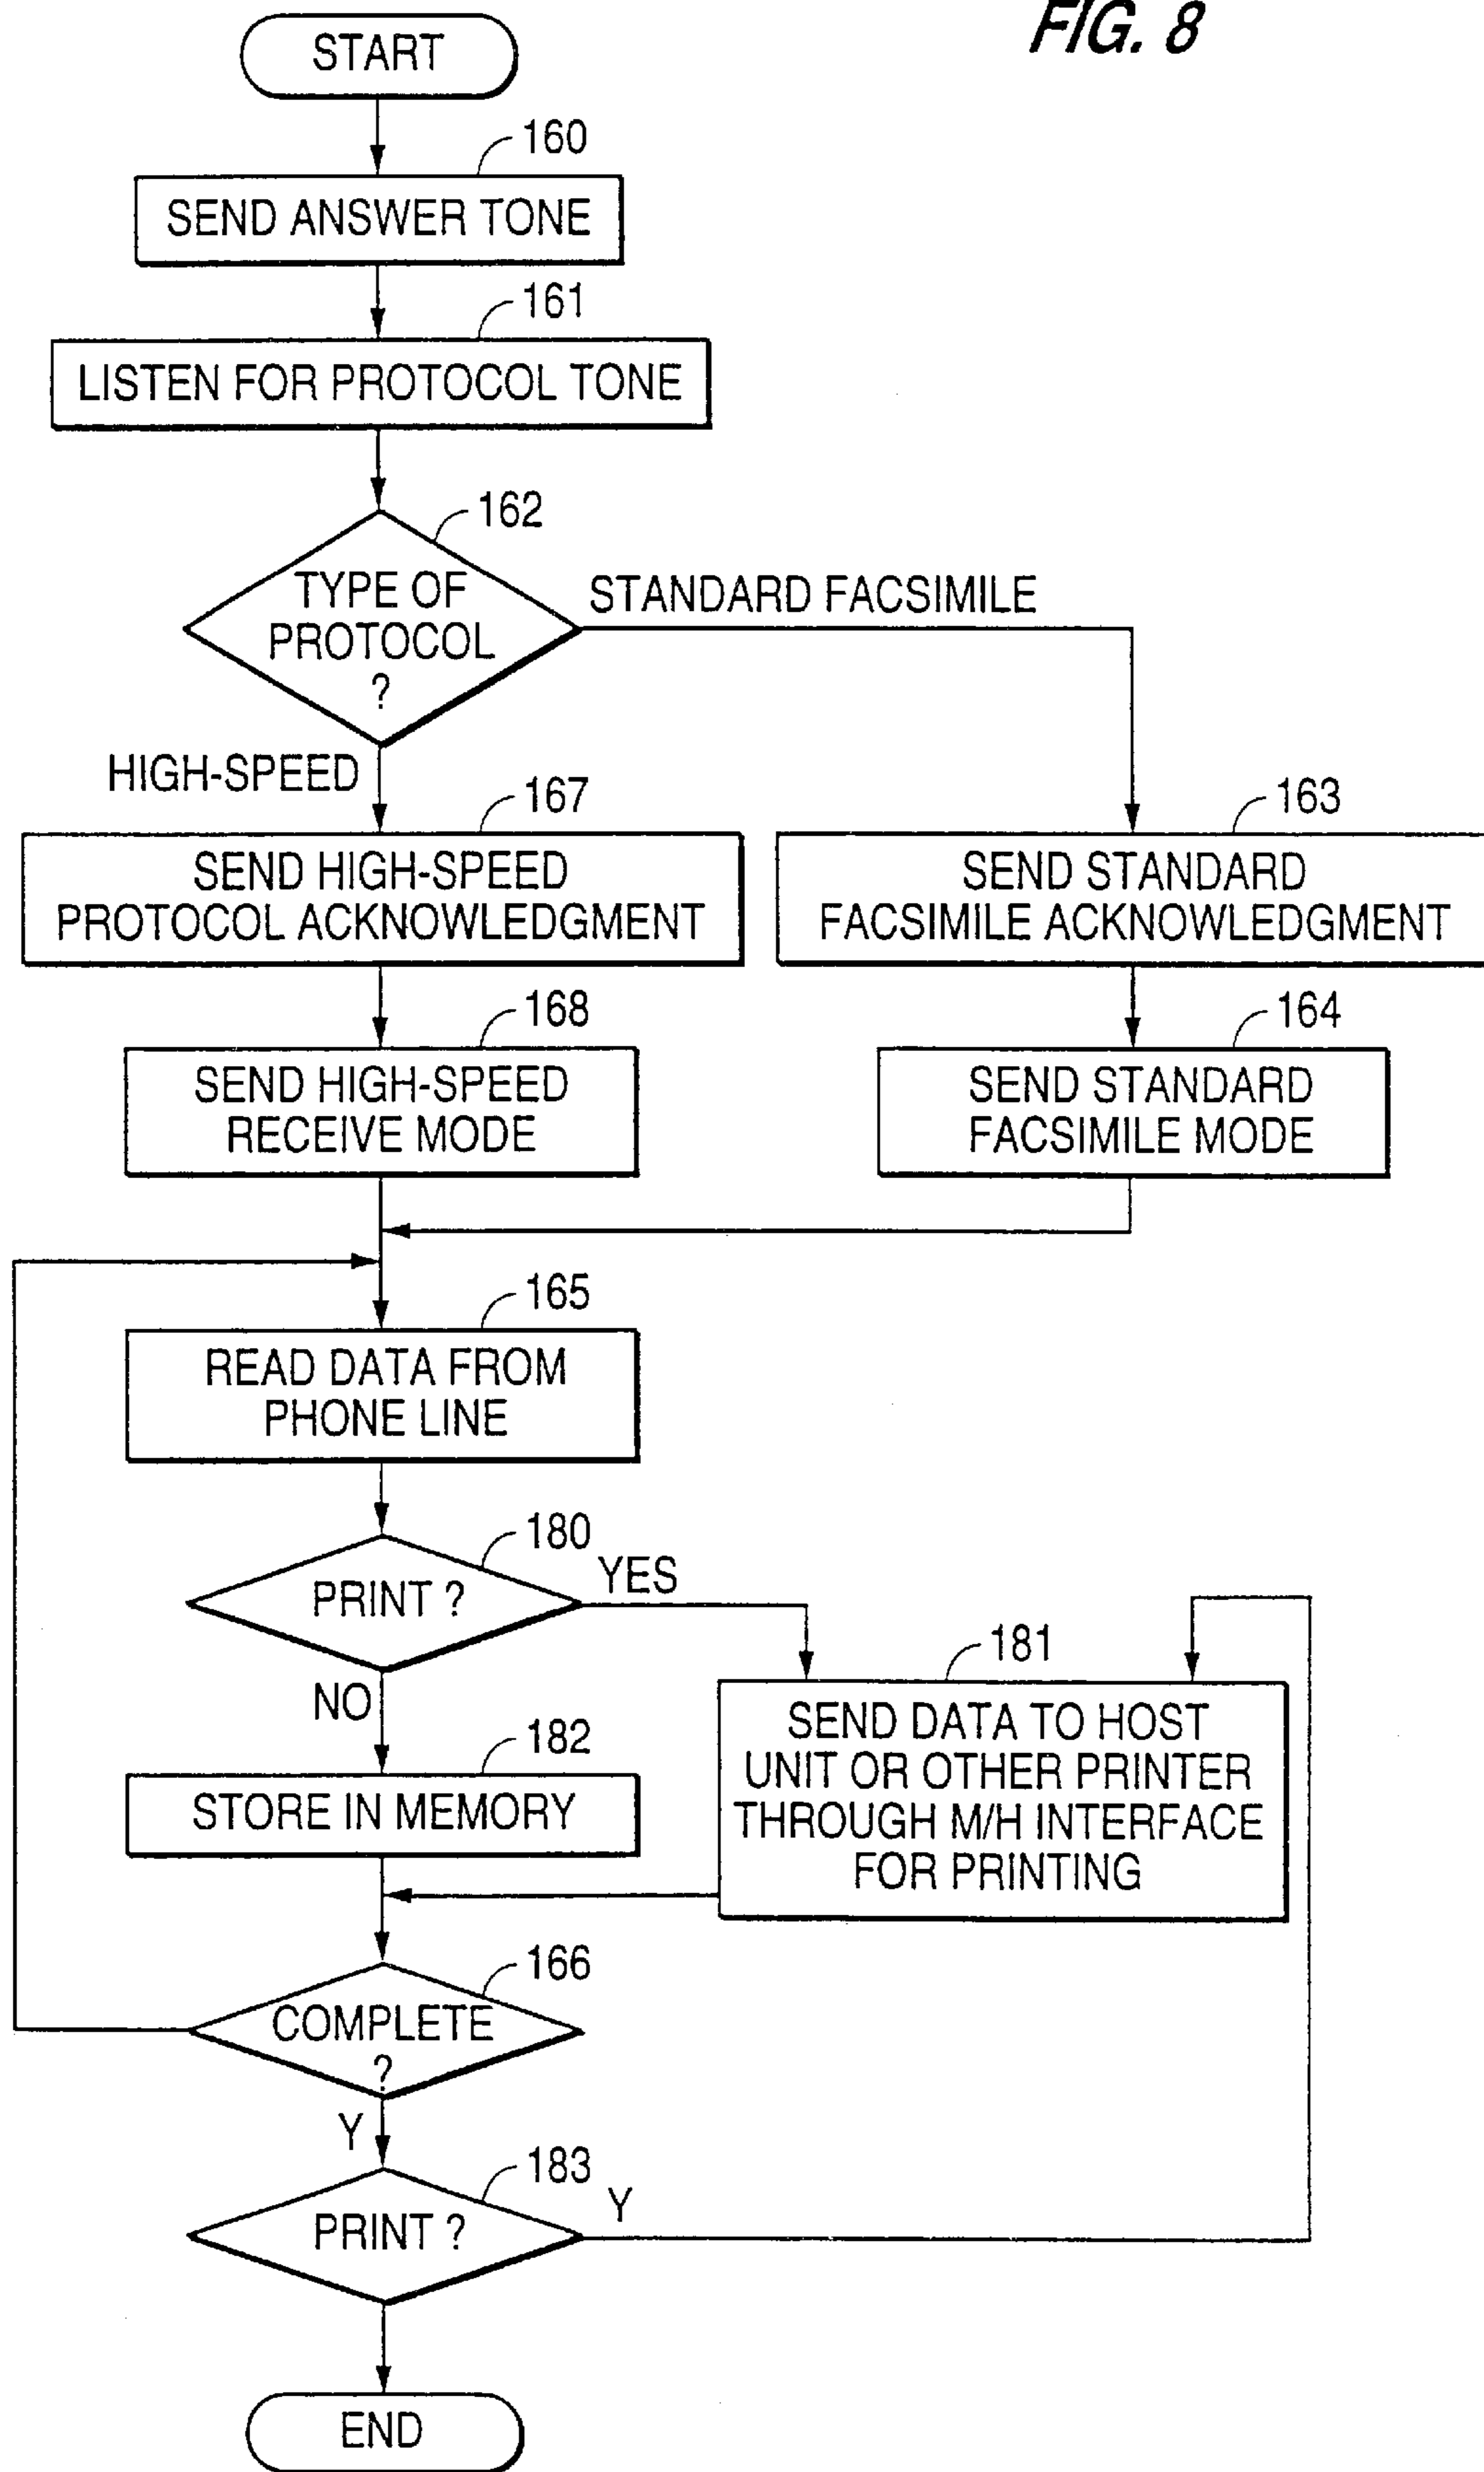 FIG. 8
START
160
SEND ANSWER TONE
161
LISTEN FOR PROTOCOL TONE
162
TYPE OF
PROTOCOL
?
STANDARD FACSIMILE
HIGH-SPEED
167
SEND HIGH-SPEED
PROTOCOL ACKNOWLEDGMENT
163
SEND STANDARD
FACSIMILE ACKNOWLEDGMENT
168
SEND HIGH-SPEED
RECEIVE MODE
164
SEND STANDARD
FACSIMILE MODE
165
READ DATA FROM
PHONE LINE
180
PRINT ?
YES
NO
181
SEND DATA TO HOST
UNIT OR OTHER PRINTER
THROUGH M/H INTERFACE
FOR PRINTING
182
STORE IN MEMORY
166
COMPLETE
?
Y
183
PRINT ?
Y
END